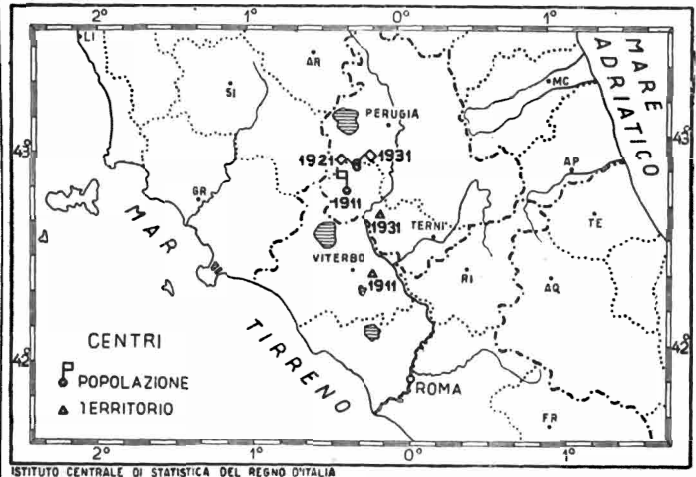 2° 1° 0° 1°
LI
AR
SI
PERUGIA
MC
MARE
ADRIATICO
43° 43°
1921 1931
1911
GR
AP
MAR
TIRRENO
1931
TERNI
TE
VITERBO
1911
RI
AQ
42° 42°
CENTRI
POPOLAZIONE
TERRITORIO
ROMA
FR
2° 1° 0° 1°
ISTITUTO CENTRALE DI STATISTICA DEL REGNO D'ITALIA